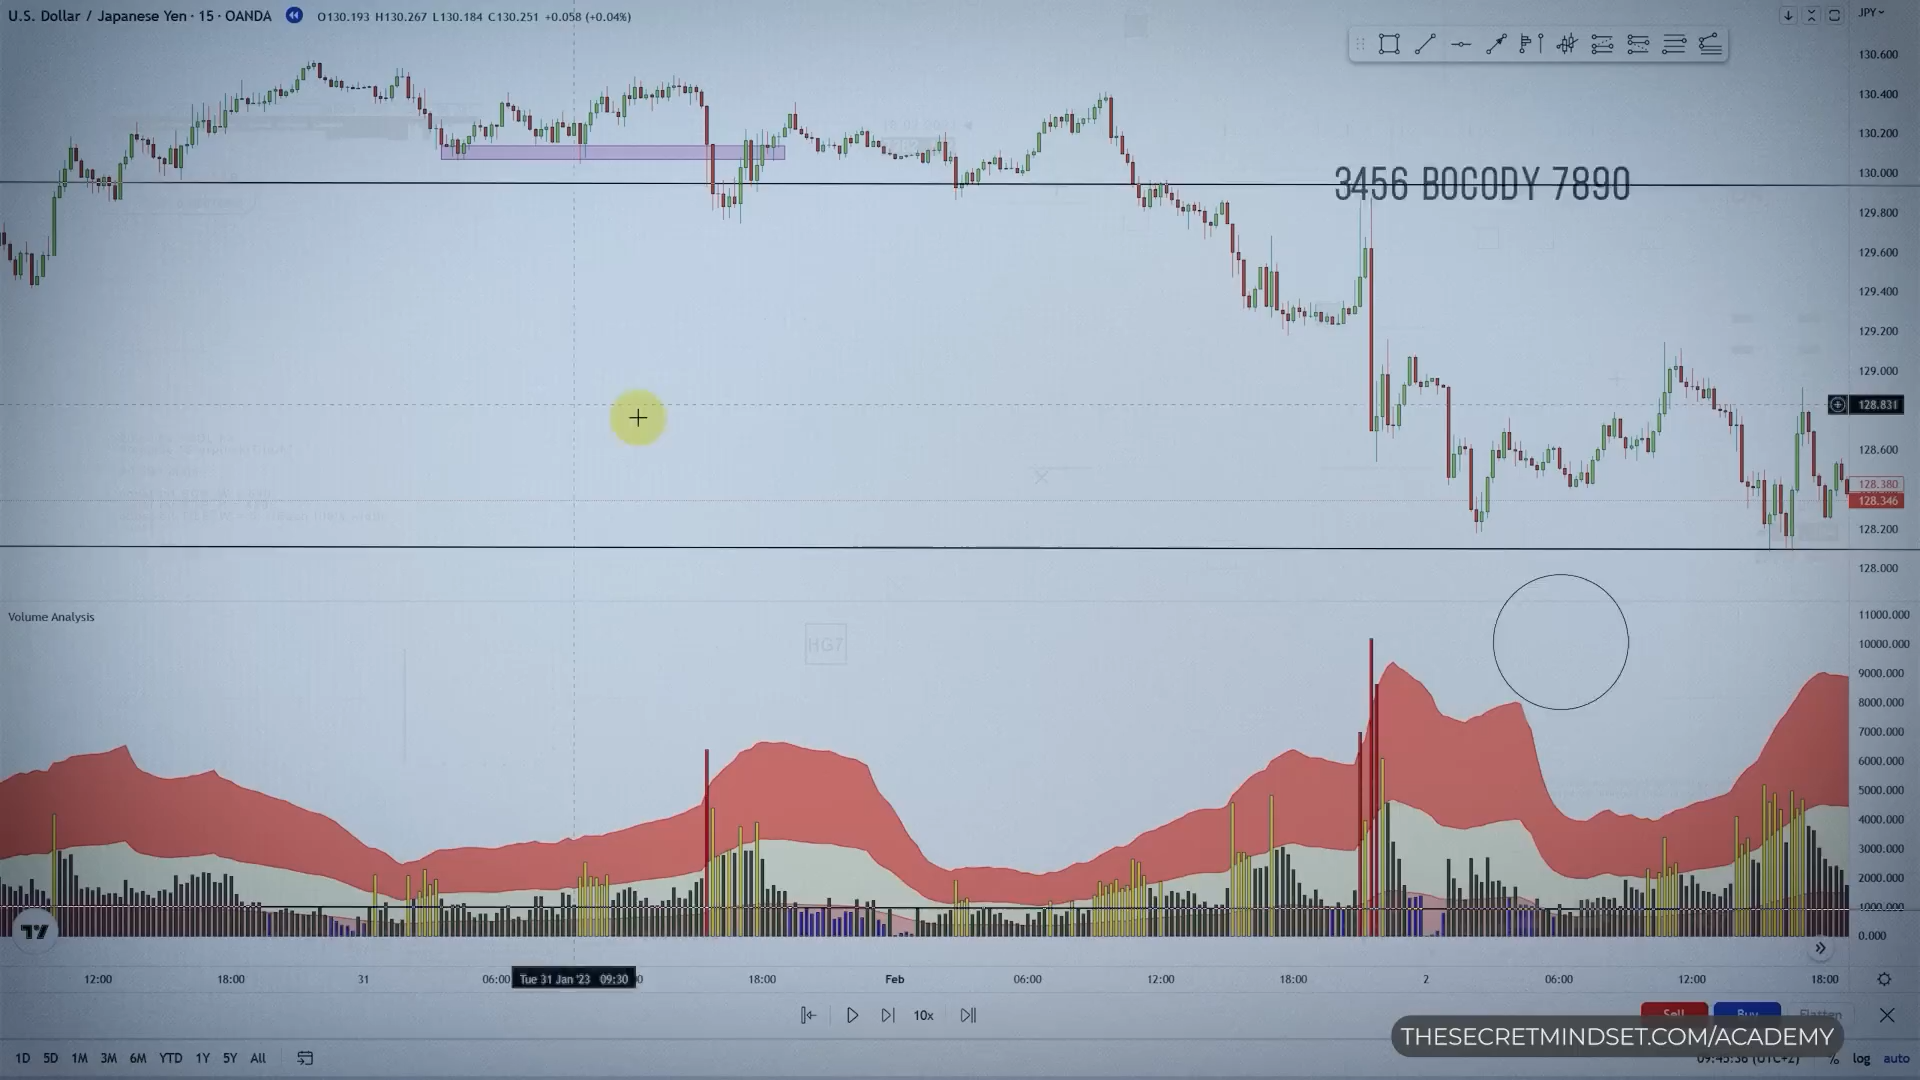 U.S. Dollar / Japanese Yen · 15 · OANDA O130.193 H130.267 L130.184 C130.251 +0.058 (+0.04%)
JPY
130.600
130.400
130.200
130.000
3456 BOCODY 7890
129.800
129.600
129.400
129.200
129.000
128.831
128.600
128.380
128.346
128.200
128.000
Volume Analysis
HG7
11000.000
10000.000
9000.000
8000.000
7000.000
6000.000
5000.000
4000.000
3000.000
2000.000
1000.000
0.000
12:00 18:00 31 06:00 Tue 31 Jan '23 09:30 18:00 Feb 06:00 12:00 18:00 2 06:00 12:00 18:00
10x
Sell Buy Flatten
THESECRETMINDSET.COM/ACADEMY
1D 5D 1M 3M 6M YTD 1Y 5Y All
% log auto